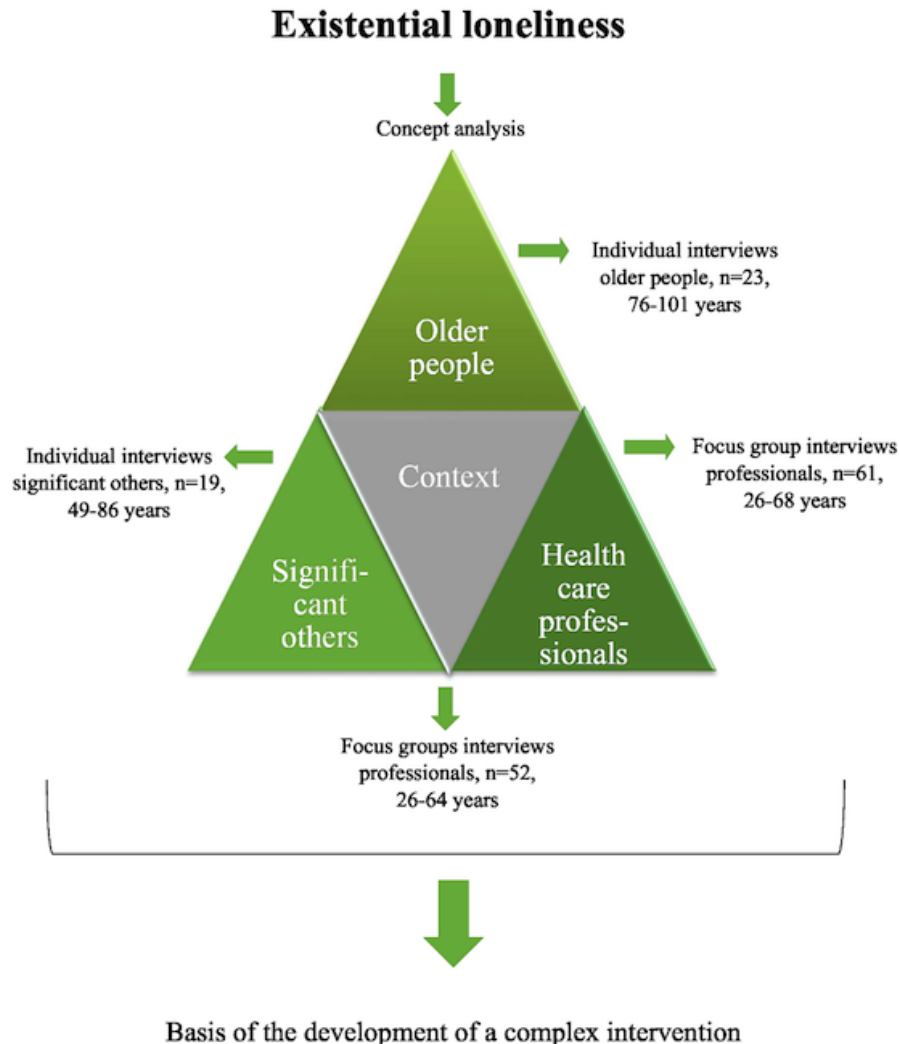 Existential loneliness
Concept analysis
Individual interviews
older people, n=23,
76-101 years
Older
people
Individual interviews
significant others, n=19,
49-86 years
Context
Focus group interviews
professionals, n=61,
26-68 years
Signifi-
cant
others
Health
care
profes-
sionals
Focus groups interviews
professionals, n=52,
26-64 years
Basis of the development of a complex intervention